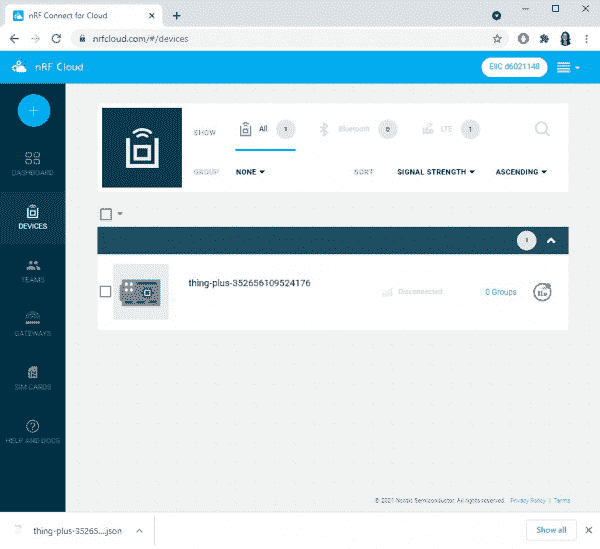 nRF Connect for Cloud
nrfcloud.com/#/devices
nRF Cloud
EIIC d6021148
SHOW
All
1
Bluetooth
0
LTE
1
GROUP
NONE
SORT
SIGNAL STRENGTH
ASCENDING
DASHBOARD
DEVICES
TEAMS
GATEWAYS
SIM CARDS
HELP AND DOCS
1
thing-plus-352656109524176
Disconnected
0 Groups
© 2021 Nordic Semiconductor. All rights reserved. Privacy Policy | Terms
thing-plus-35265....json
Show all